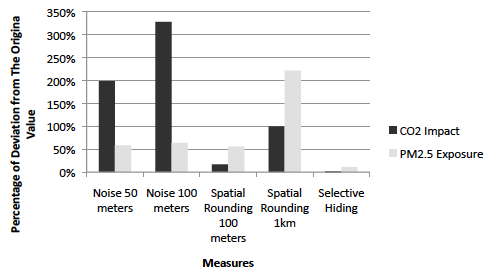 350%
300%
250%
200%
150%
100%
50%
0%
Percentage of Deviation from The Origina
Value
Noise 50
meters
Noise 100
meters
Spatial
Rounding
100
meters
Spatial
Rounding
1km
Selective
Hiding
Measures
CO2 Impact
PM2.5 Exposure